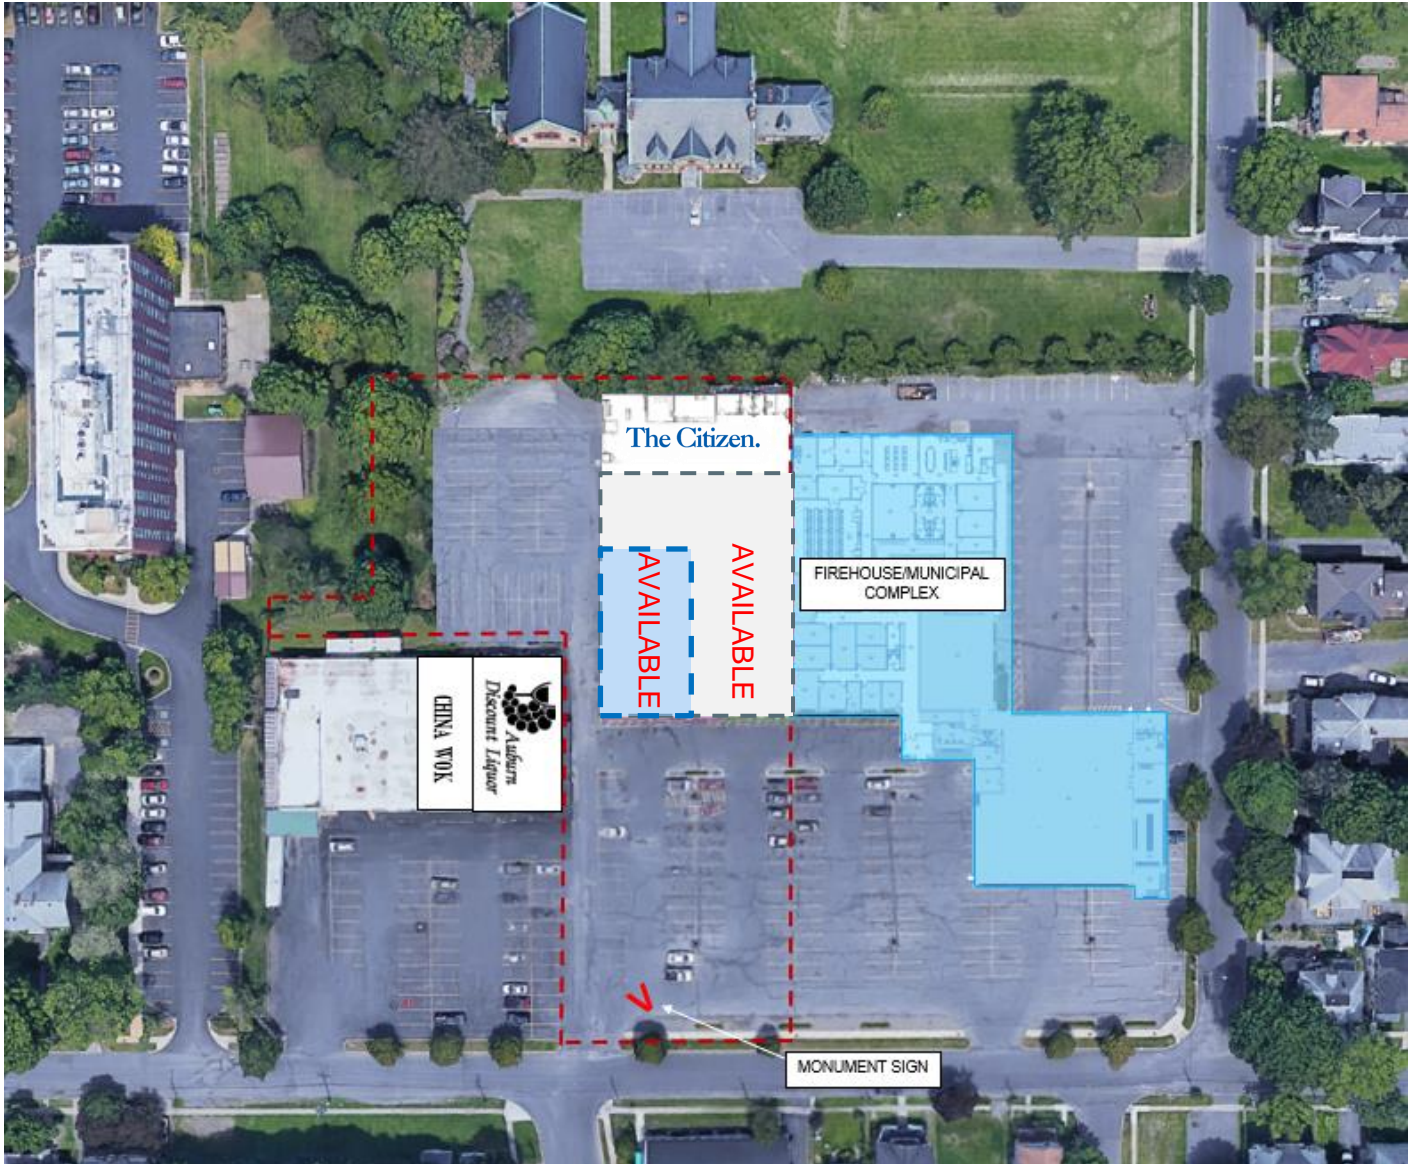 The Citizen.
AVAILABLE
AVAILABLE
FIREHOUSE/MUNICIPAL
COMPLEX
CHINA WOK
Auburn
Discount Liquor
MONUMENT SIGN